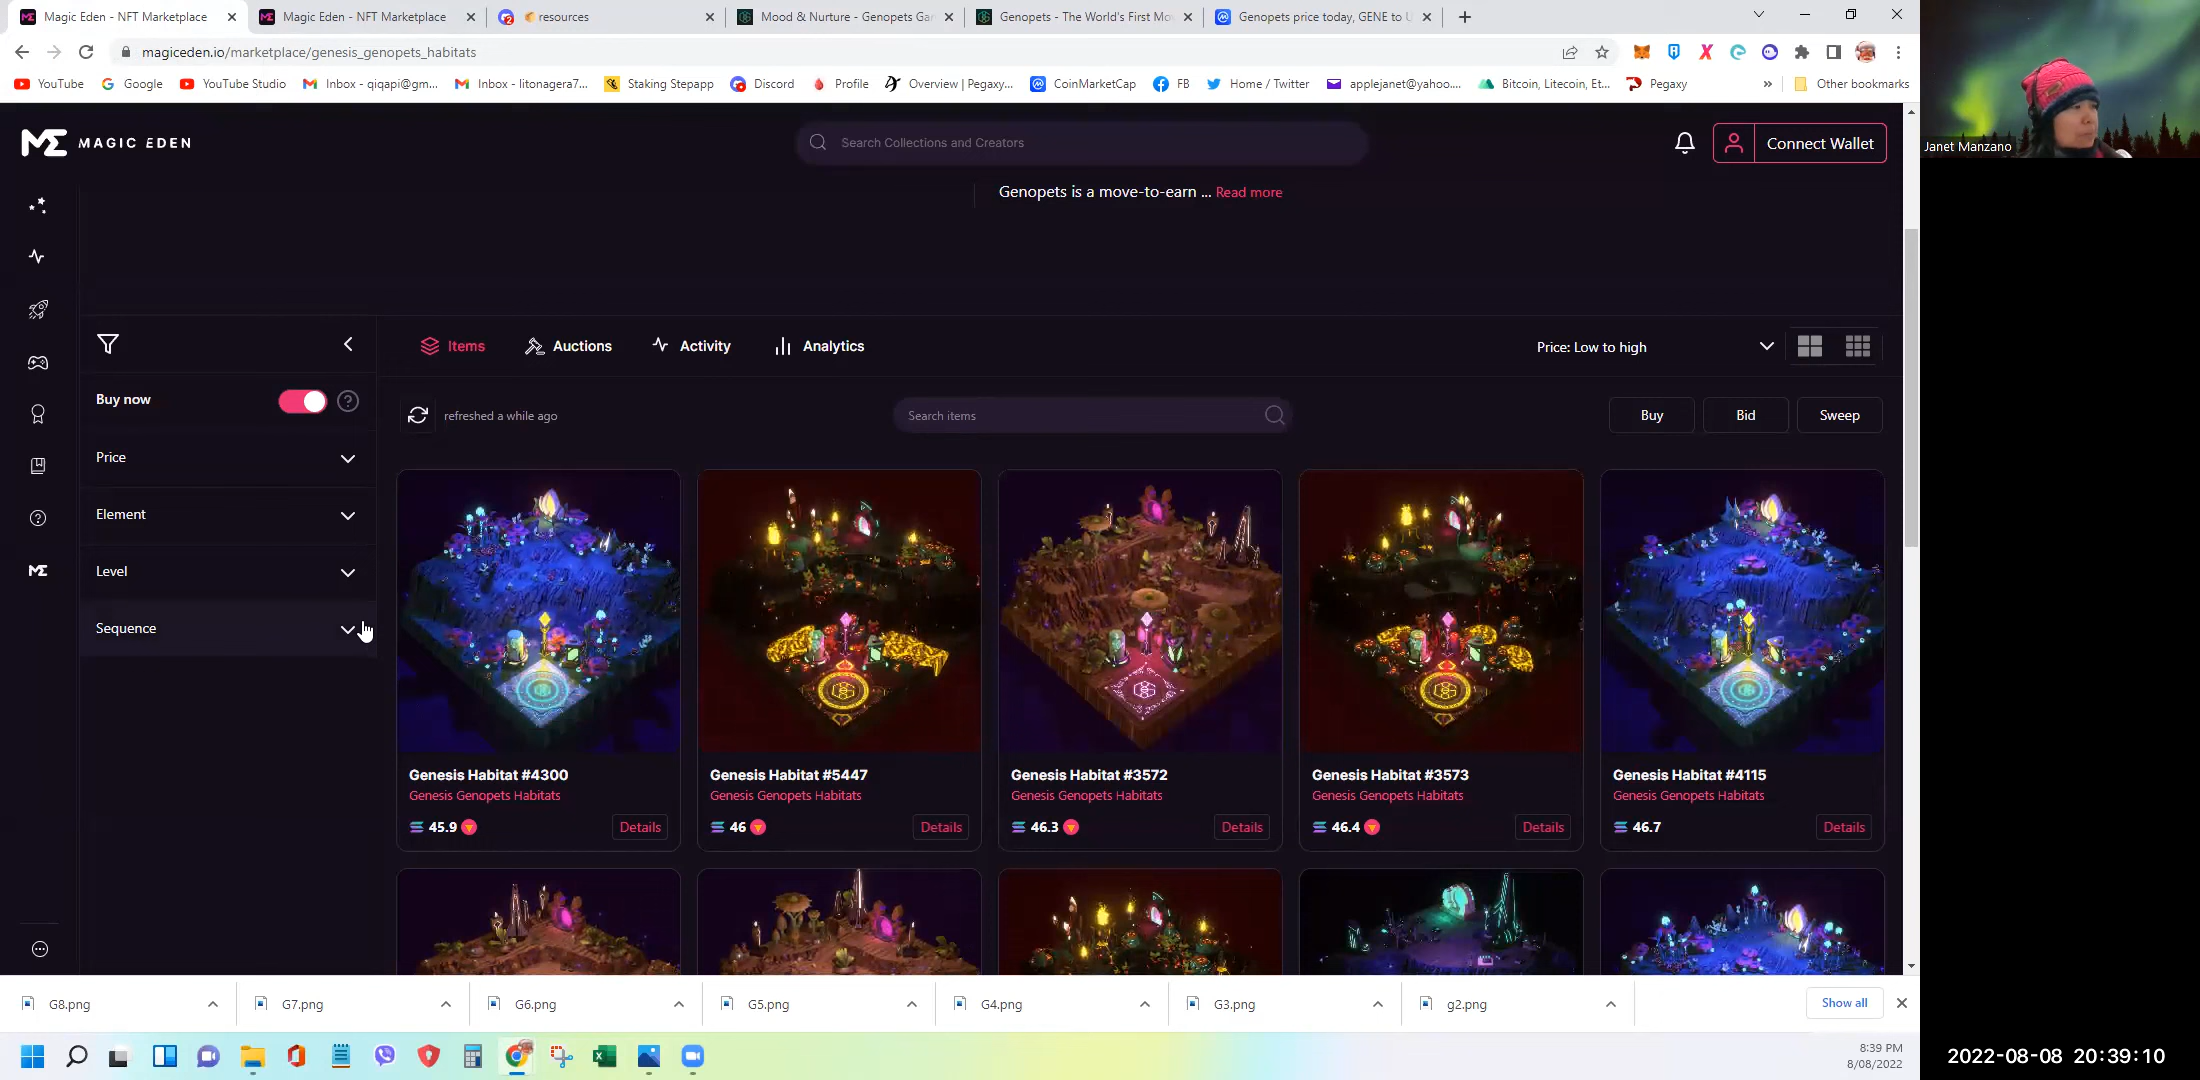 Magic Eden - NFT Marketplace
Magic Eden - NFT Marketplace
2
resources
Mood & Nurture - Genopets Ga
Genopets - The World's First Mo
Genopets price today, GENE to U
magiceden.io/marketplace/genesis_genopets_habitats
YouTube
Google
YouTube Studio
Inbox - qiqapi@gm...
Inbox - litonagera7...
Staking Stepapp
Discord
Profile
Overview | Pegaxy...
CoinMarketCap
FB
Home / Twitter
applejanet@yahoo....
Bitcoin, Litecoin, Et...
Pegaxy
»
Other bookmarks
MAGIC EDEN
Search Collections and Creators
Connect Wallet
Janet Manzano
Genopets is a move-to-earn ... Read more
Items
Auctions
Activity
Analytics
Price: Low to high
Buy now
refreshed a while ago
Search items
Buy
Bid
Sweep
Price
Element
Level
Sequence
Genesis Habitat #4300
Genesis Genopets Habitats
45.9
Details
Genesis Habitat #5447
Genesis Genopets Habitats
46
Details
Genesis Habitat #3572
Genesis Genopets Habitats
46.3
Details
Genesis Habitat #3573
Genesis Genopets Habitats
46.4
Details
Genesis Habitat #4115
Genesis Genopets Habitats
46.7
Details
G8.png
G7.png
G6.png
G5.png
G4.png
G3.png
g2.png
Show all
8:39 PM
8/08/2022
2022-08-08 20:39:10